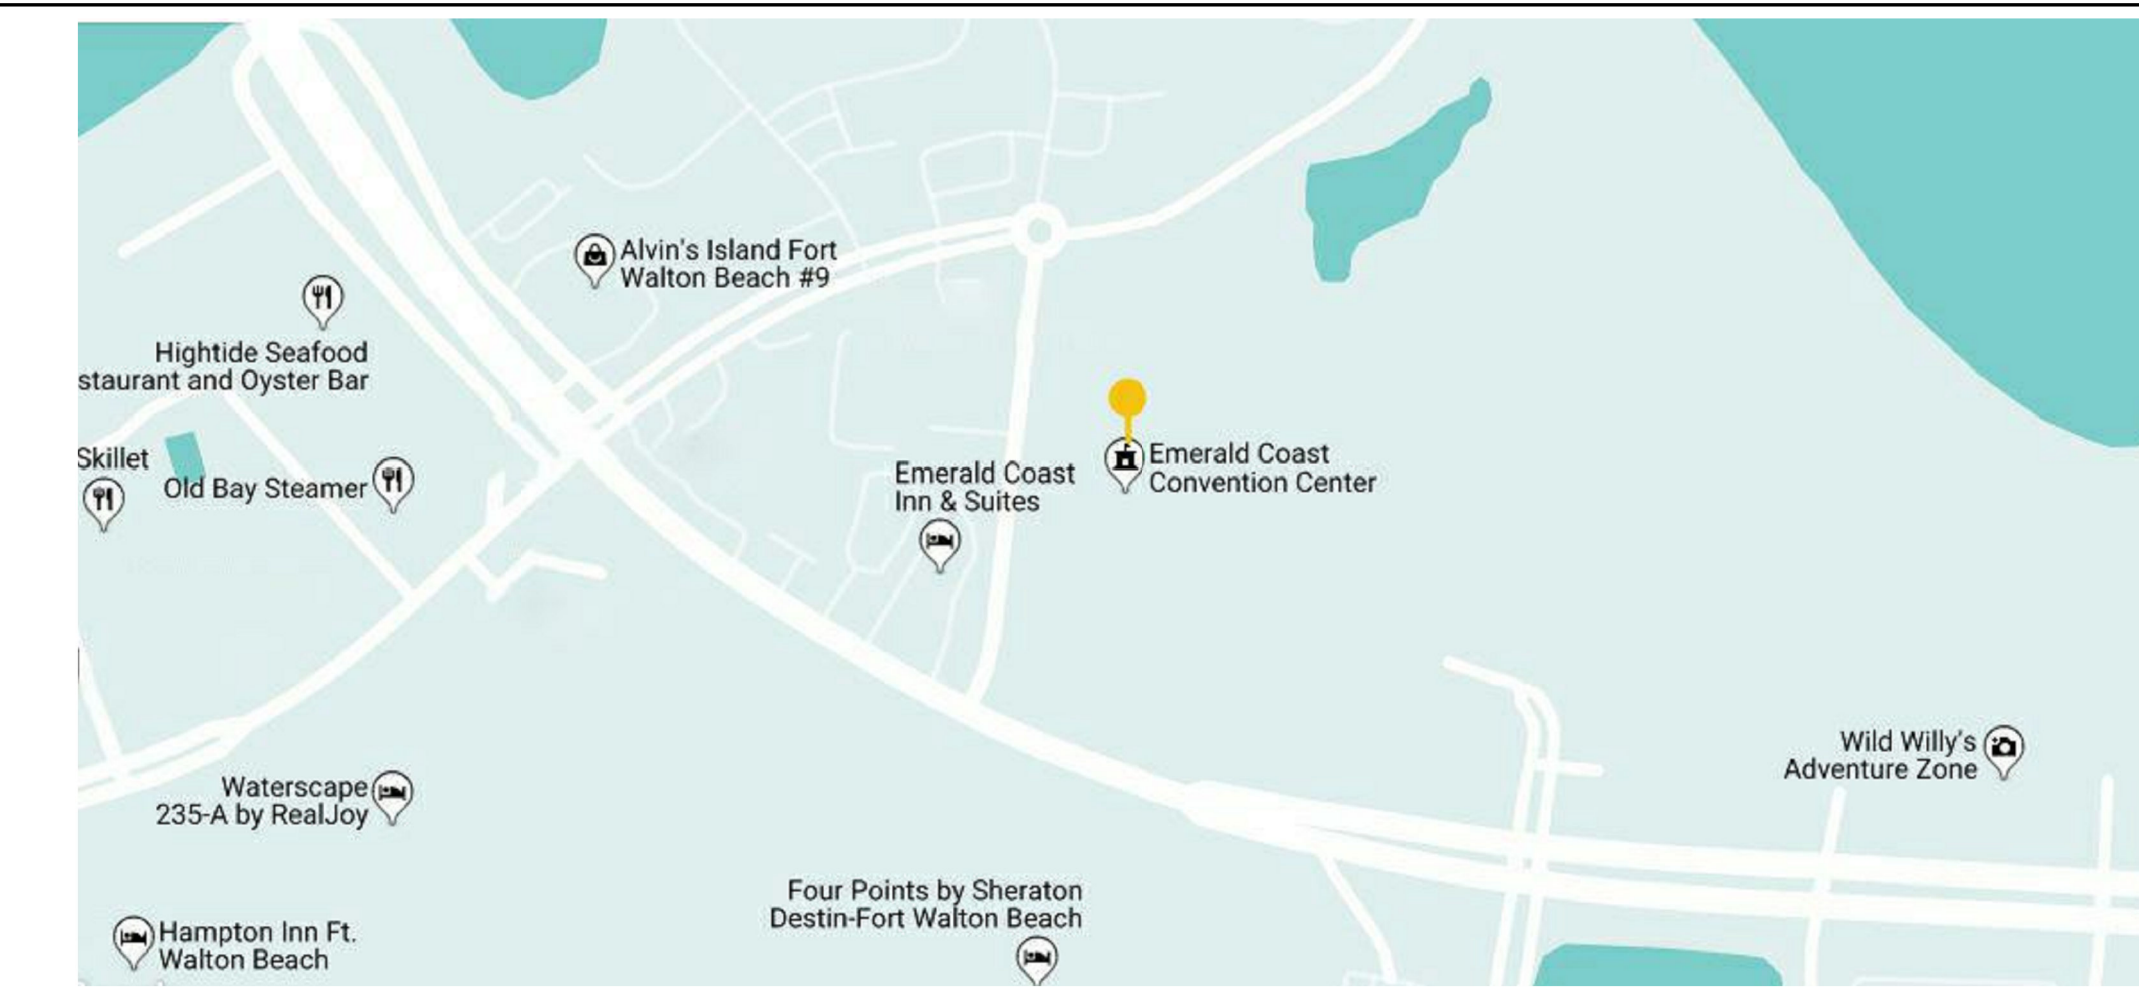 Alvin's Island Fort
Walton Beach #9
Hightide Seafood
staurant and Oyster Bar
Skillet
Old Bay Steamer
Emerald Coast
Inn & Suites
Emerald Coast
Convention Center
Wild Willy's
Adventure Zone
Waterscape
235-A by RealJoy
Four Points by Sheraton
Destin-Fort Walton Beach
Hampton Inn Ft.
Walton Beach